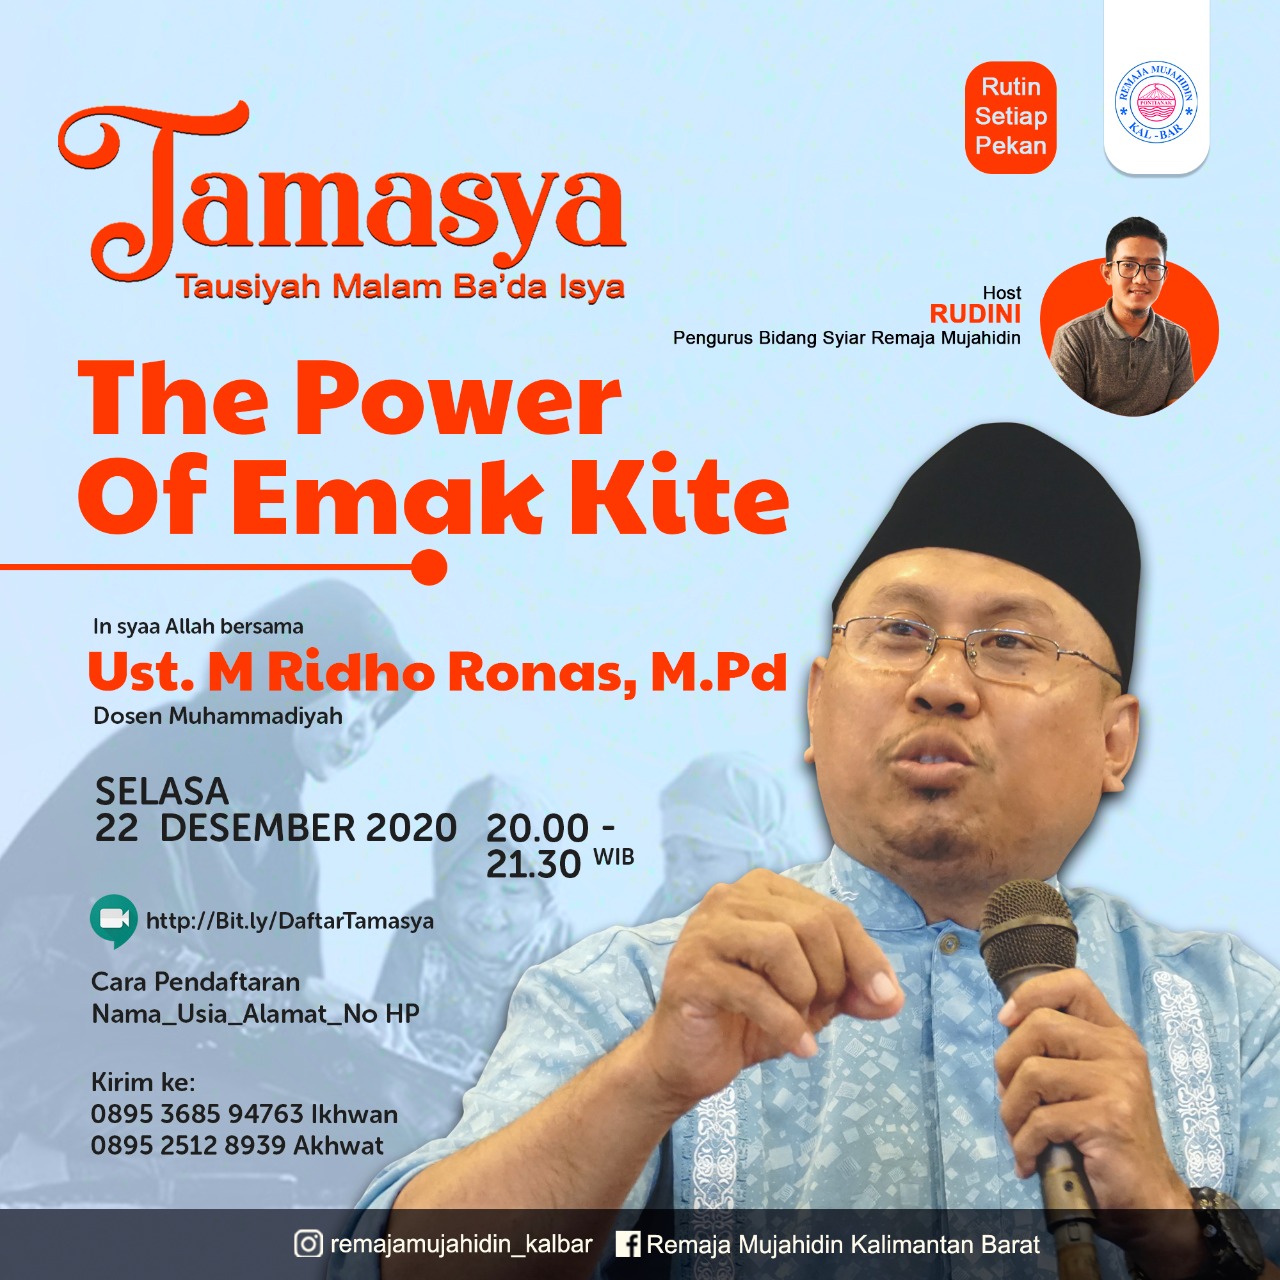 Rutin
Setiap
Pekan
REMAJA MUJAHIDIN
PONTIANAK
KAL-BAR
Tamasya
Tausiyah Malam Ba'da Isya
Host
RUDINI
Pengurus Bidang Syiar Remaja Mujahidin
The Power
Of Emak Kite
In syaa Allah bersama
Ust. M Ridho Ronas, M.Pd
Dosen Muhammadiyah
SELASA
22 DESEMBER 2020
20.00 -
21.30 WIB
http://Bit.ly/DaftarTamasya
Cara Pendaftaran
Nama_Usia_Alamat_No HP
Kirim ke:
0895 3685 94763 Ikhwan
0895 2512 8939 Akhwat
remajamujahidin_kalbar
Remaja Mujahidin Kalimantan Barat